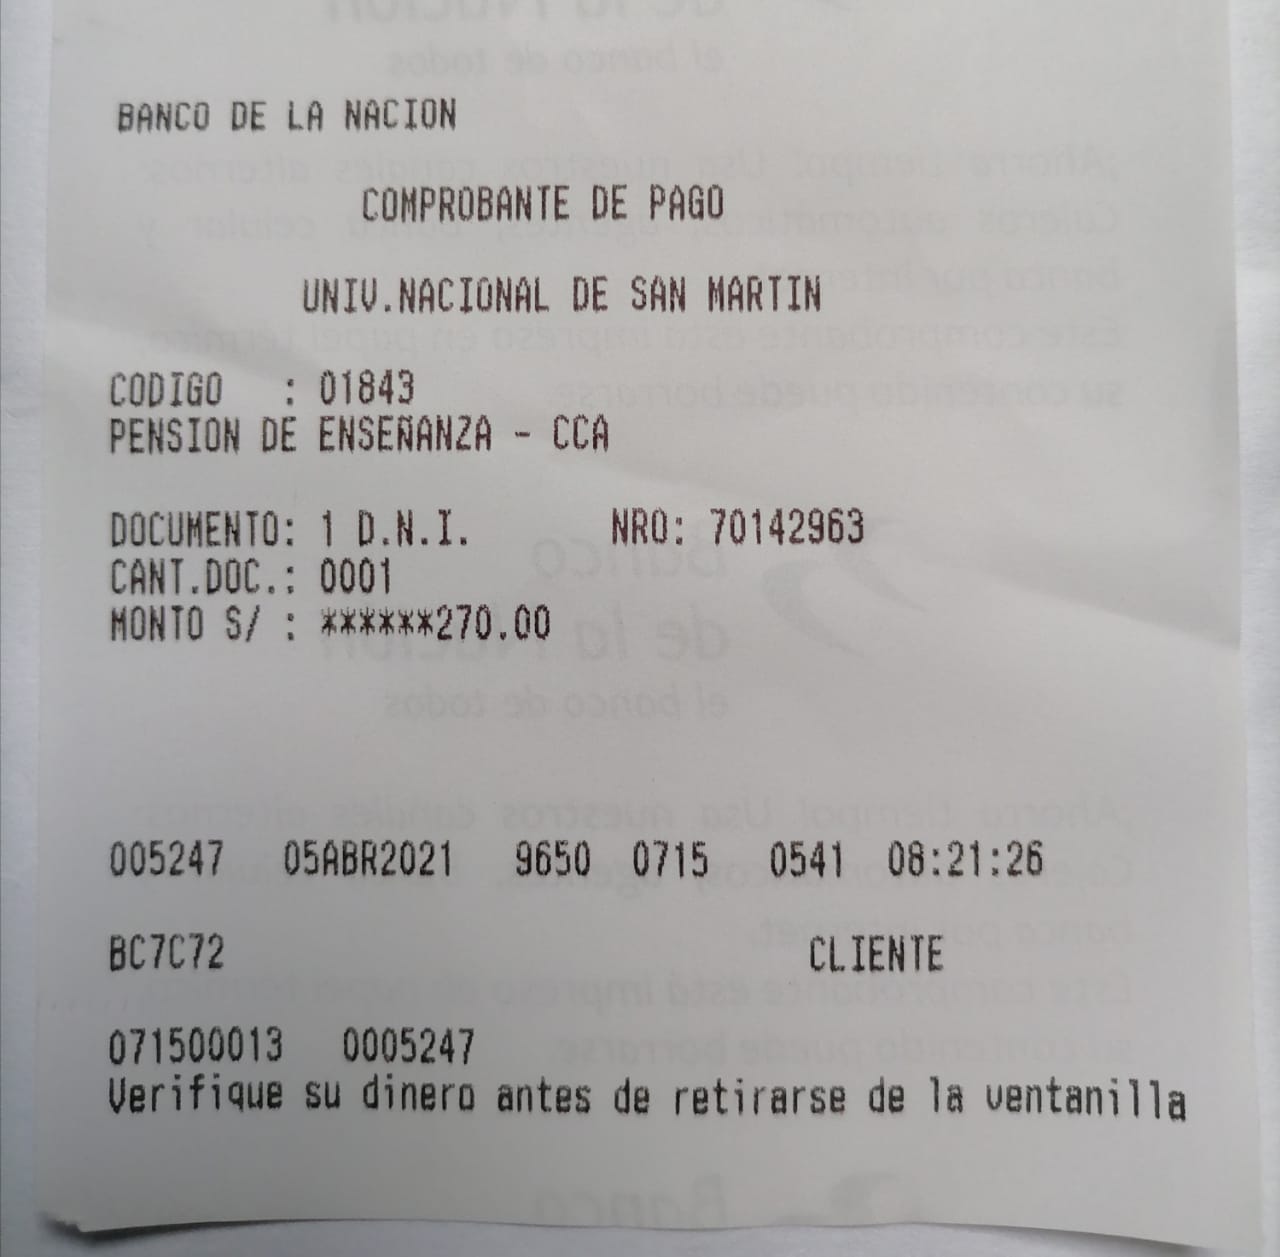 BANCO DE LA NACION
COMPROBANTE DE PAGO
UNIV.NACIONAL DE SAN MARTIN
CODIGO : 01843
PENSION DE ENSEÑANZA - CCA
DOCUMENTO: 1 D.N.I. NRO: 70142963
CANT.DOC.: 0001
MONTO S/ : ******270.00
005247 05ABR2021 9650 0715 0541 08:21:26
BC7C72 CLIENTE
071500013 0005247
Verifique su dinero antes de retirarse de la ventanilla